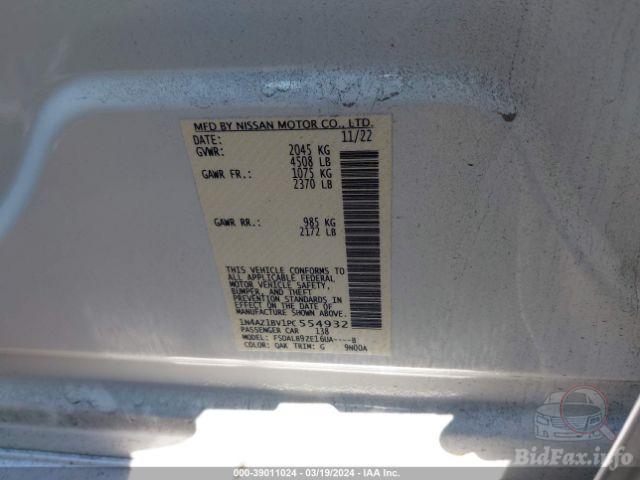 MFD BY NISSAN MOTOR CO., LTD.
DATE: 11/22
GVWR: 2045 KG
4508 LB
GAWR FR.: 1075 KG
2370 LB
GAWR RR.: 985 KG
2172 LB
THIS VEHICLE CONFORMS TO
ALL APPLICABLE FEDERAL
MOTOR VEHICLE SAFETY,
BUMPER, AND THEFT
PREVENTION STANDARDS IN
EFFECT ON THE DATE OF
MANUFACTURE SHOWN ABOVE.
1N4AZ1BV1PC554932
PASSENGER CAR 138
MODEL: FSDALB9ZE16UA----B
COLOR: QAK TRIM: G 9N00A
BidFax.info
000-39011024 | 03/19/2024 | IAA Inc.